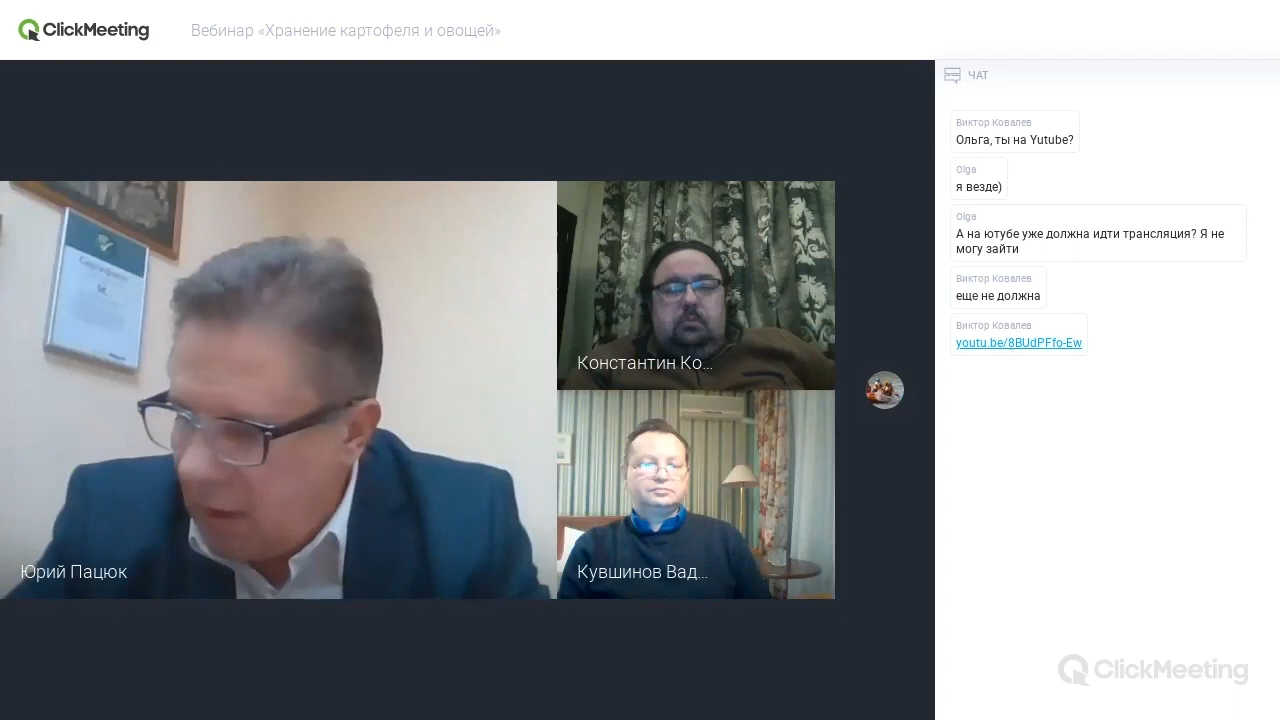 ClickMeeting
Вебинар «Хранение картофеля и овощей»
ЧАТ
Виктор Ковалев
Ольга, ты на Yutube?
Olga
я везде)
Olga
А на ютубе уже должна идти трансляция? Я не
могу зайти
Виктор Ковалев
еще не должна
Виктор Ковалев
youtu.be/8BUdPFfo-Ew
Константин Ко...
Юрий Пацюк
Кувшинов Вад...
ClickMeeting